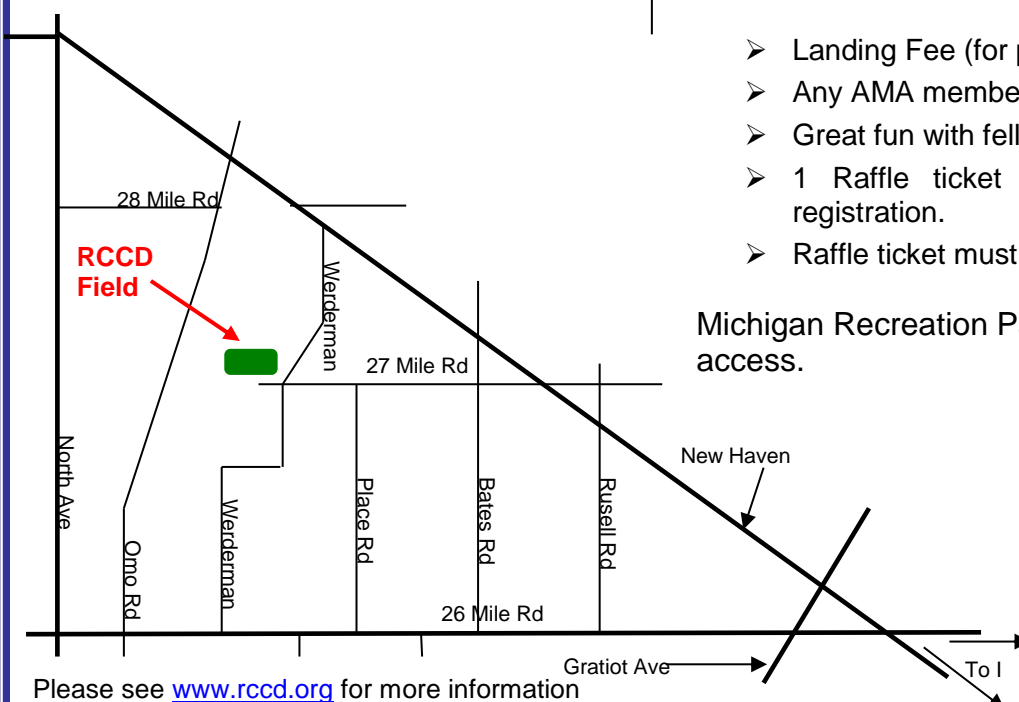 ➢ Landing Fee (for
➢ Any AMA membe
➢ Great fun with fell
➢ 1 Raffle ticket
registration.
➢ Raffle ticket must
Michigan Recreation P
access.
28 Mile Rd
RCCD
Field
Werderman
27 Mile Rd
North Ave
New Haven
Omo Rd
Werderman
Place Rd
Bates Rd
Rusell Rd
26 Mile Rd
Gratiot Ave
To I
Please see www.rccd.org for more information